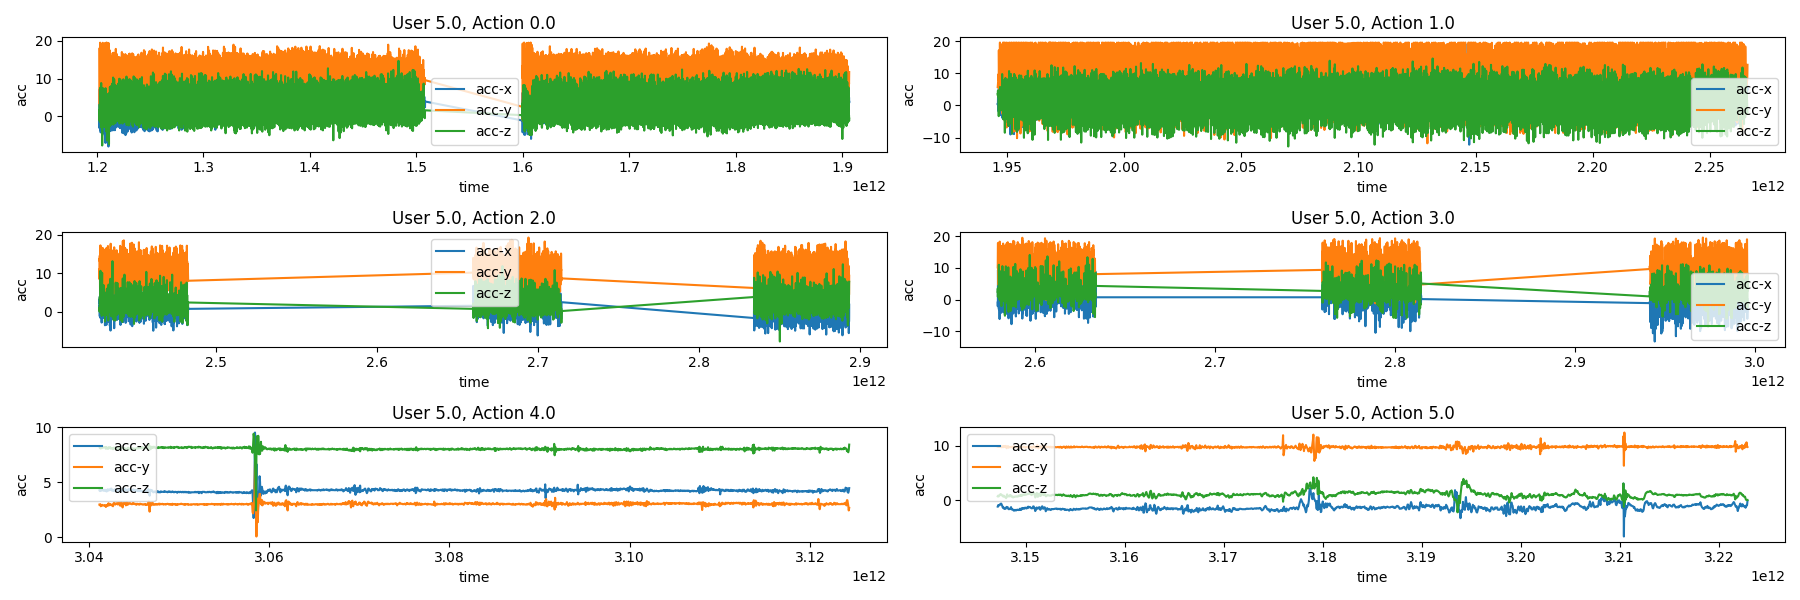 User 5.0, Action 0.0
acc
20
10
0
acc-x
acc-y
acc-z
1.2 1.3 1.4 1.5 1.6 1.7 1.8 1.9
time
1e12
User 5.0, Action 1.0
acc
20
10
0
−10
acc-x
acc-y
acc-z
1.95 2.00 2.05 2.10 2.15 2.20 2.25
time
1e12
User 5.0, Action 2.0
acc
20
10
0
acc-x
acc-y
acc-z
2.5 2.6 2.7 2.8 2.9
time
1e12
User 5.0, Action 3.0
acc
20
10
0
−10
acc-x
acc-y
acc-z
2.6 2.7 2.8 2.9 3.0
time
1e12
User 5.0, Action 4.0
acc
10
5
0
acc-x
acc-y
acc-z
3.04 3.06 3.08 3.10 3.12
time
1e12
User 5.0, Action 5.0
acc
10
0
acc-x
acc-y
acc-z
3.15 3.16 3.17 3.18 3.19 3.20 3.21 3.22
time
1e12